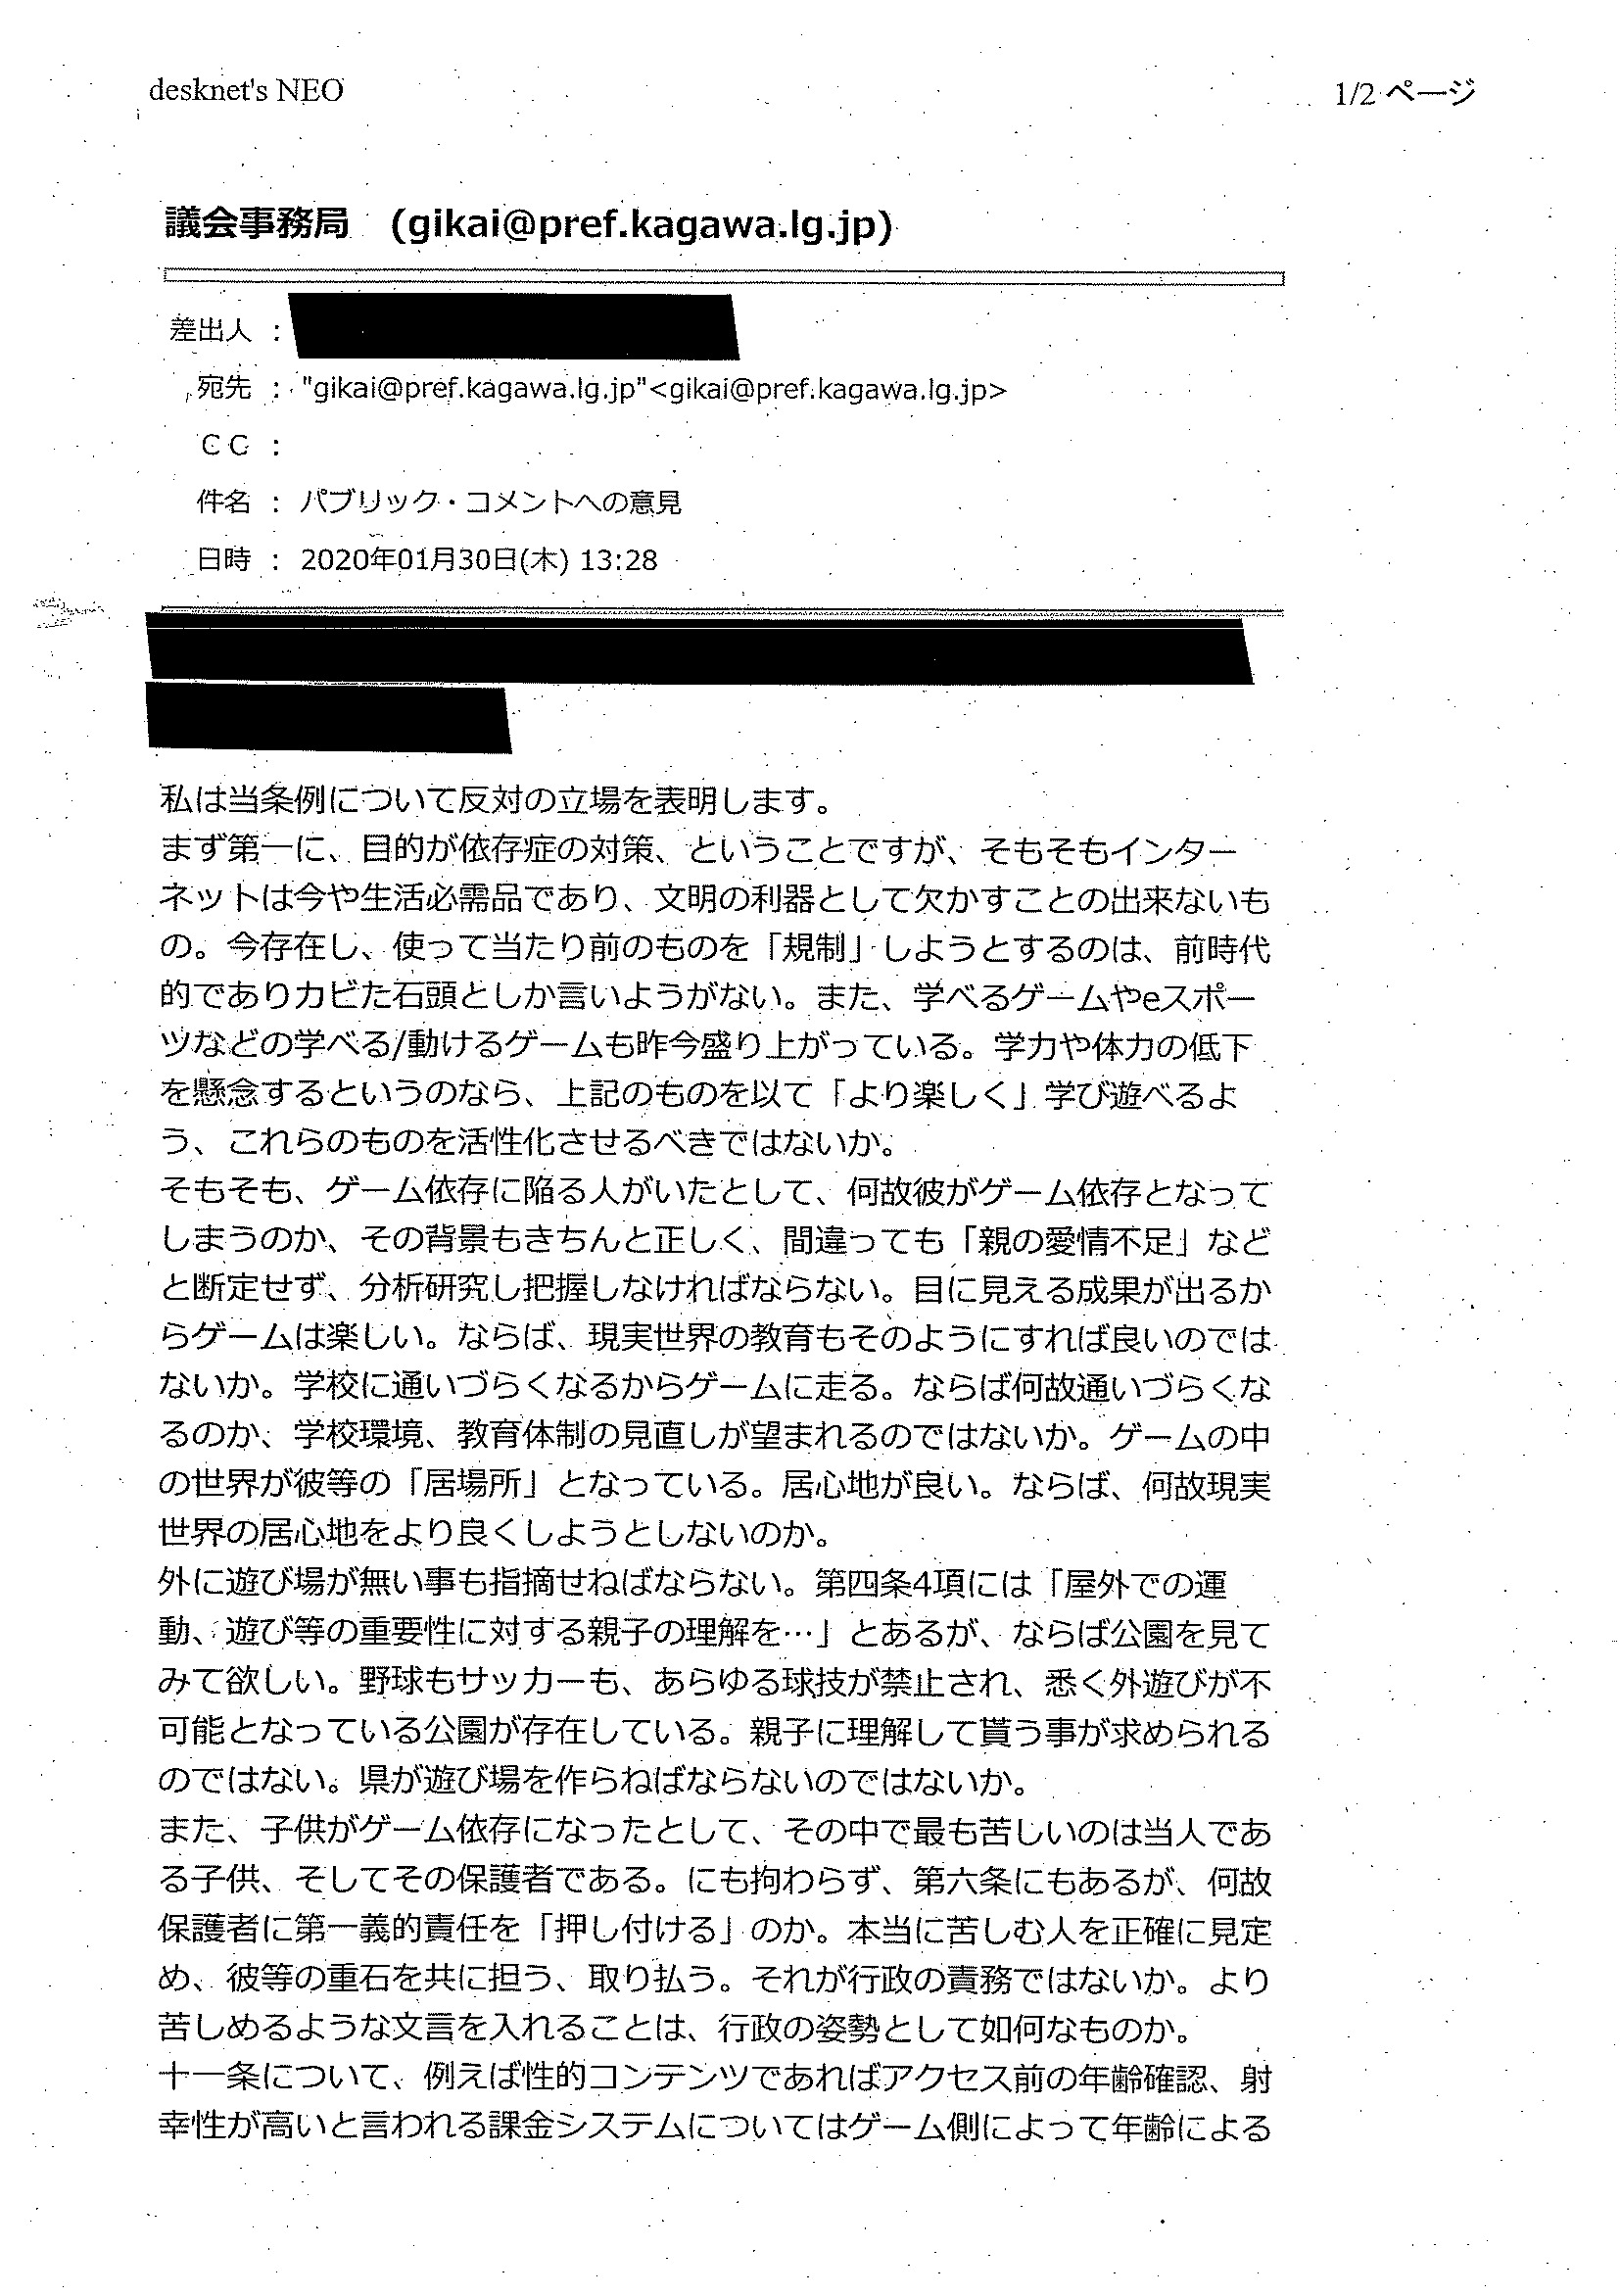 desknet's NEO
1/2 ページ
議会事務局 (gikai@pref.kagawa.lg.jp)
差出人 :
宛先 : "gikai@pref.kagawa.lg.jp"<gikai@pref.kagawa.lg.jp>
CC :
件名 : パブリック・コメントへの意見
日時 : 2020年01月30日(木) 13:28
私は当条例について反対の立場を表明します。
まず第一に、目的が依存症の対策、ということですが、そもそもインター
ネットは今や生活必需品であり、文明の利器として欠かすことの出来ないも
の。今存在し、使って当たり前のものを「規制」しようとするのは、前時代
的でありカビた石頭としか言いようがない。また、学べるゲームやeスポー
ツなどの学べる/動けるゲームも昨今盛り上がっている。学力や体力の低下
を懸念するというのなら、上記のものを以て「より楽しく」学び遊べるよ
う、これらのものを活性化させるべきではないか。
そもそも、ゲーム依存に陥る人がいたとして、何故彼がゲーム依存となって
しまうのか、その背景もきちんと正しく、間違っても「親の愛情不足」など
と断定せず、分析研究し把握しなければならない。目に見える成果が出るか
らゲームは楽しい。ならば、現実世界の教育もそのようにすれば良いのでは
ないか。学校に通いづらくなるからゲームに走る。ならば何故通いづらくな
るのか、学校環境、教育体制の見直しが望まれるのではないか。ゲームの中
の世界が彼等の「居場所」となっている。居心地が良い。ならば、何故現実
世界の居心地をより良くしようとしないのか。
外に遊び場が無い事も指摘せねばならない。第四条4項には「屋外での運
動、遊び等の重要性に対する親子の理解を…」とあるが、ならば公園を見て
みて欲しい。野球もサッカーも、あらゆる球技が禁止され、悉く外遊びが不
可能となっている公園が存在している。親子に理解して貰う事が求められる
のではない。県が遊び場を作らねばならないのではないか。
また、子供がゲーム依存になったとして、その中で最も苦しいのは当人であ
る子供、そしてその保護者である。にも拘わらず、第六条にもあるが、何故
保護者に第一義的責任を「押し付ける」のか。本当に苦しむ人を正確に見定
め、彼等の重石を共に担う、取り払う。それが行政の責務ではないか。より
苦しめるような文言を入れることは、行政の姿勢として如何なものか。
十一条について、例えば性的コンテンツであればアクセス前の年齢確認、射
幸性が高いと言われる課金システムについてはゲーム側によって年齢による